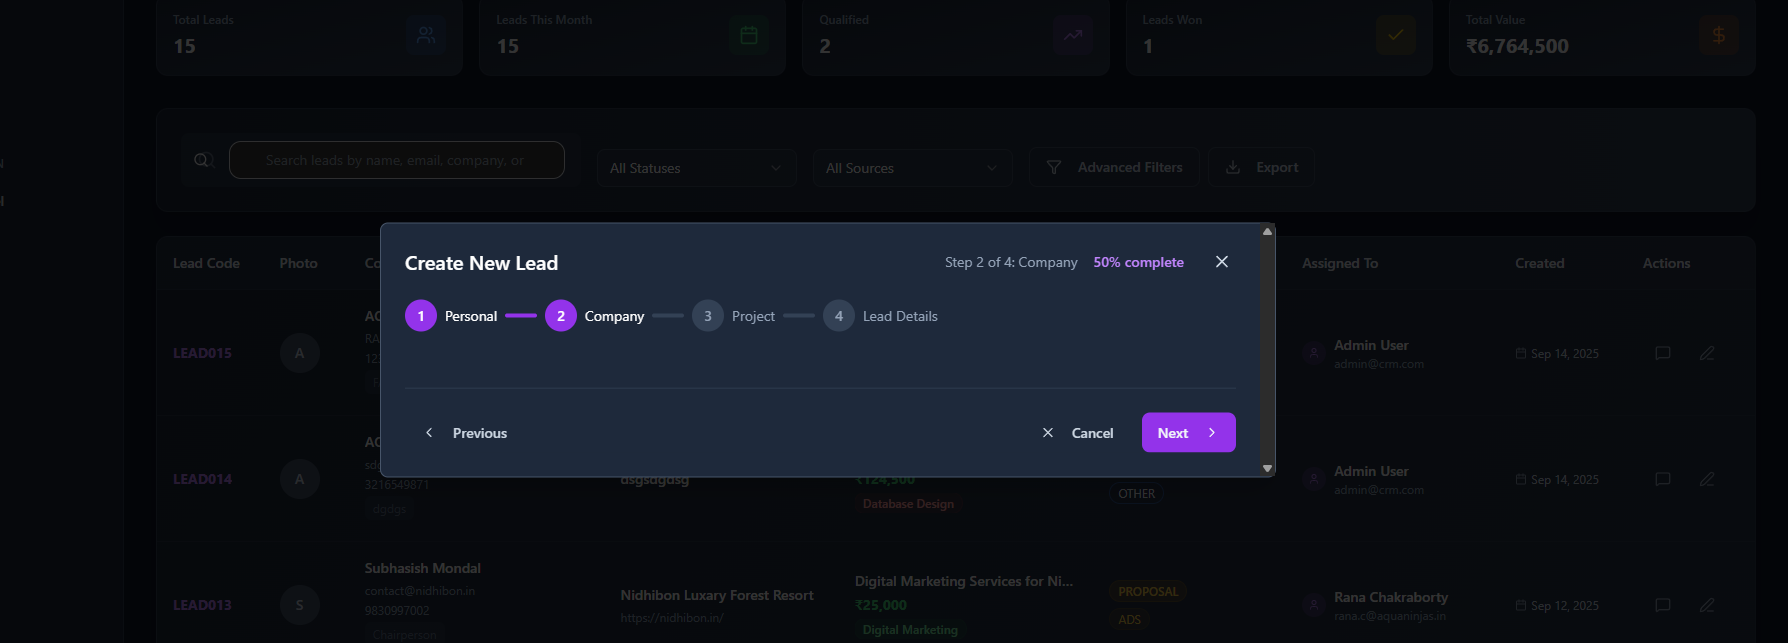 Total Leads
15
Leads This Month
15
Qualified
2
Leads Won
1
Total Value
₹6,764,500
Search leads by name, email, company, or
All Statuses
All Sources
Advanced Filters
Export
Create New Lead
Step 2 of 4: Company 50% complete
1 Personal
2 Company
3 Project
4 Lead Details
Previous
Cancel
Next
Lead Code
Photo
Co
Assigned To
Created
Actions
LEAD015
A
Admin User
admin@crm.com
Sep 14, 2025
LEAD014
A
3216549871
dgdgs
dsgsdgdsg
₹124,500
Database Design
OTHER
Admin User
admin@crm.com
Sep 14, 2025
LEAD013
S
Subhasish Mondal
contact@nidhibon.in
9830997002
Chairperson
Nidhibon Luxary Forest Resort
https://nidhibon.in/
Digital Marketing Services for Ni...
₹25,000
Digital Marketing
PROPOSAL
ADS
Rana Chakraborty
rana.c@aquaninjas.in
Sep 12, 2025